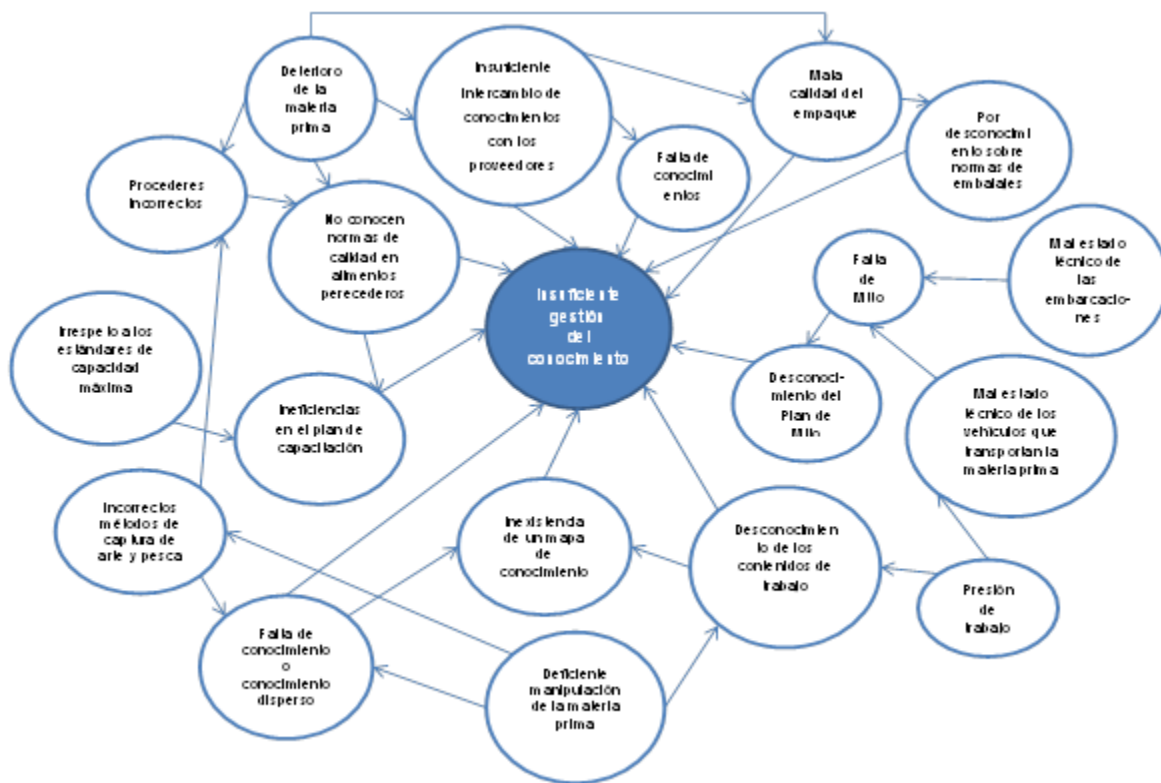 Deterioro
de la
materia
prima
Insuficiente
Intercambio de
conocimientos
con los
proveedores
Mala
calidad del
empaque
Por
desconocimi
ento sobre
normas de
embalajes
Procederes
Incorrectos
Falta de
conocimi
entos
No conocen
normas de
calidad en
alimentos
perecederos
Insuficiente
gestión
del
conocimiento
Falta
de
Mtto
Mal estado
técnico de
las
embarcacio-
nes
Irrespeto a los
estándares de
capacidad
máxima
Ineficiencias
en el plan de
capacitación
Desconoci-
miento del
Plan de
Mtto
Mal estado
técnico de los
vehículos que
transportan la
materia prima
Incorrectos
métodos de
captura de
arte y pesca
Inexistencia
de un mapa
de
conocimiento
Desconocimien
to de los
contenidos de
trabajo
Presión
de
trabajo
Falta de
conocimiento
o
conocimiento
disperso
Deficiente
manipulación
de la materia
prima